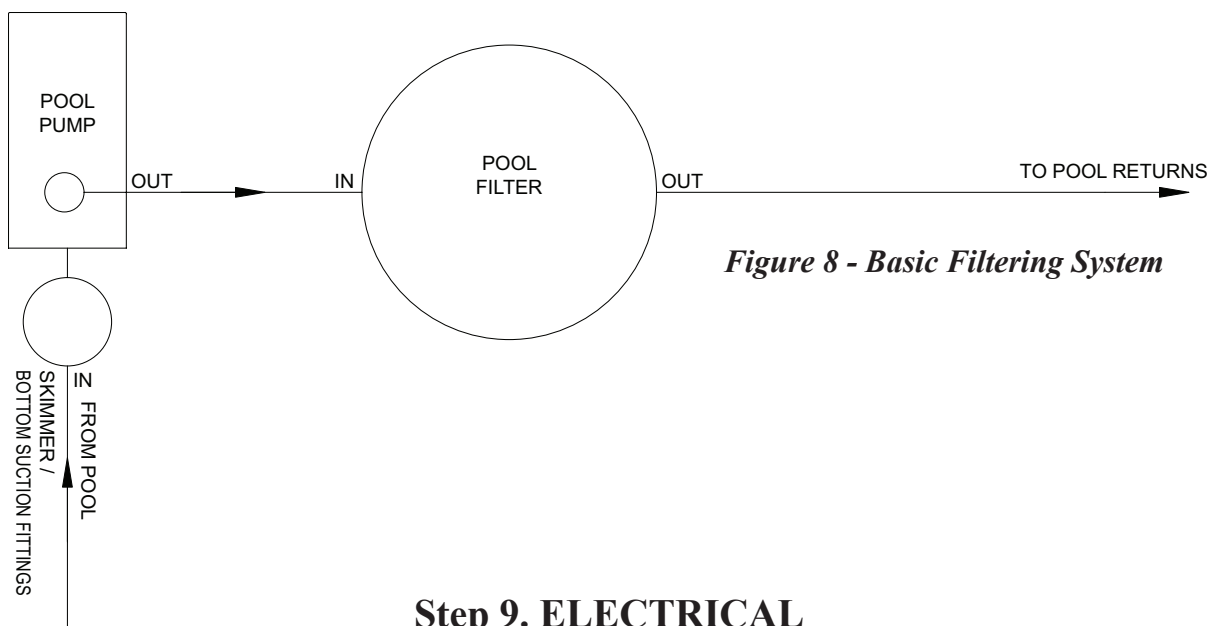 POOL
PUMP
OUT
IN
POOL
FILTER
OUT
TO POOL RETURNS
Figure 8 - Basic Filtering System
IN
FROM POOL
SKIMMER /
BOTTOM SUCTION FITTINGS
Step 9. ELECTRICAL